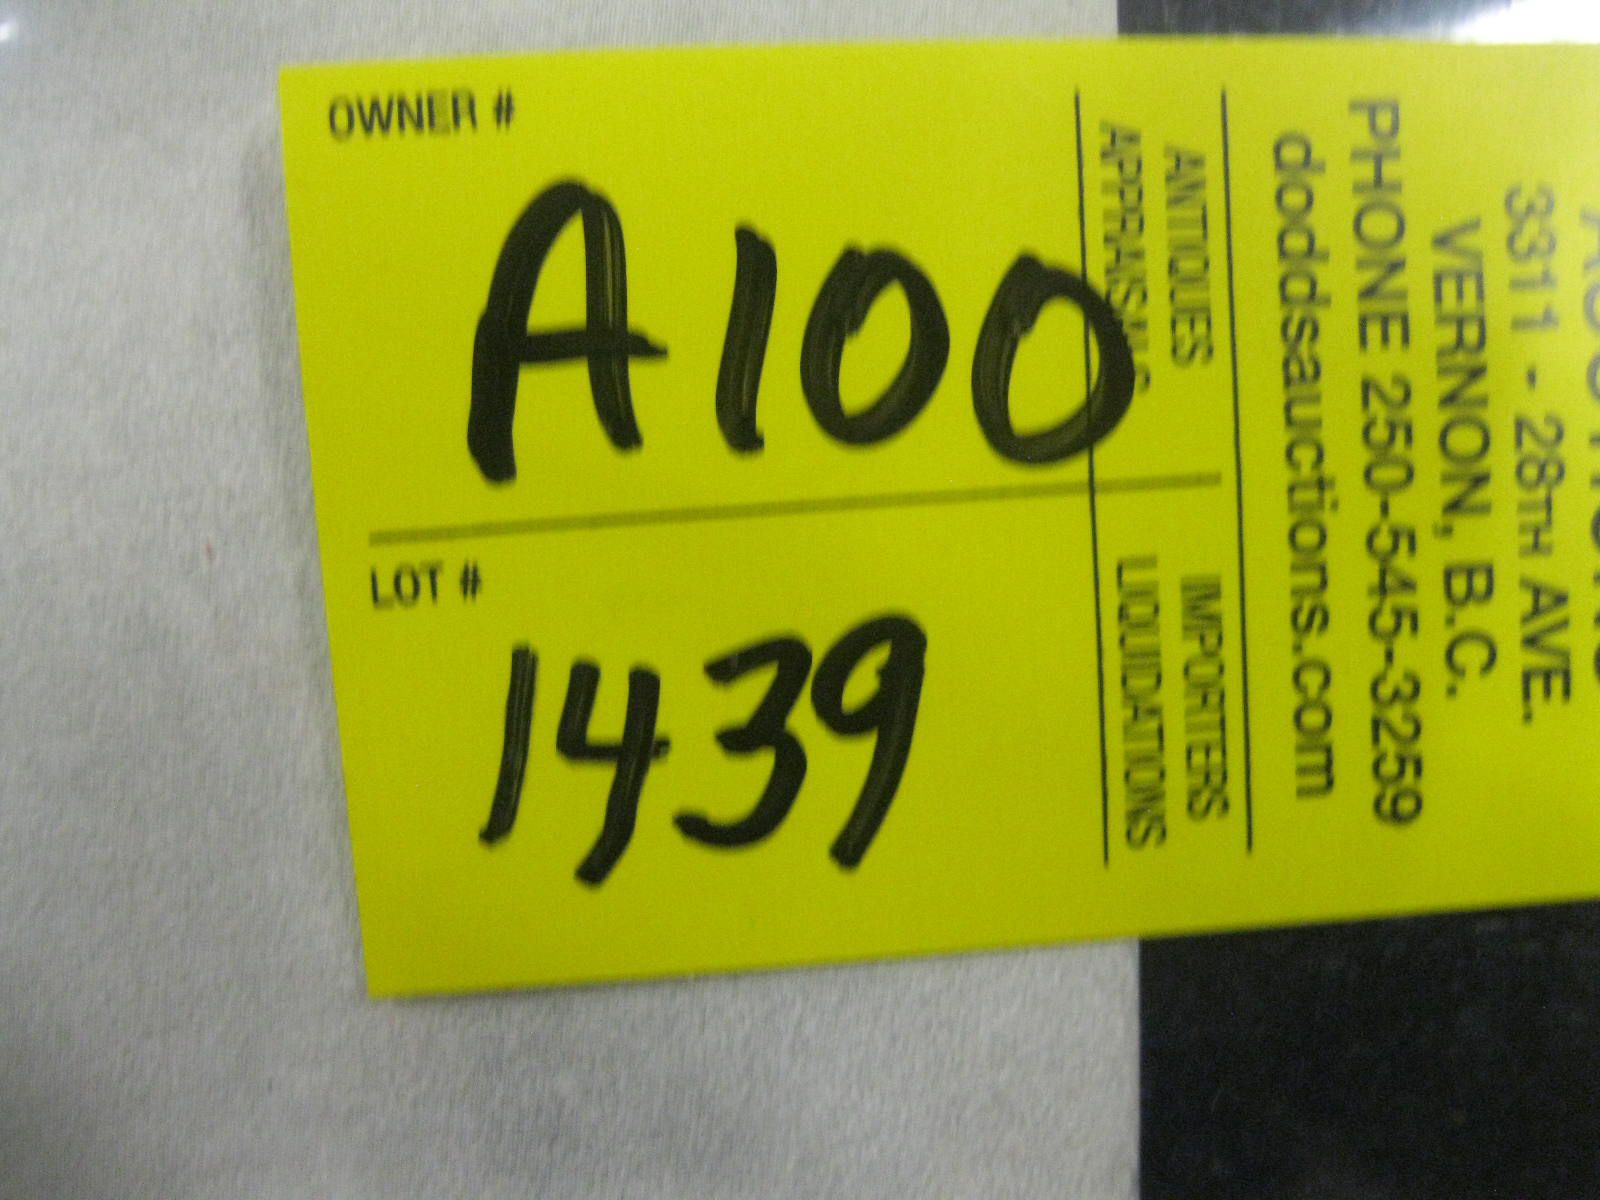 OWNER #
A100
LOT #
1439
3311 - 28TH AVE.
VERNON, B.C.
PHONE 250-545-3259
doddsauctions.com
ANTIQUES IMPORTERS
APPRAISALS LIQUIDATIONS